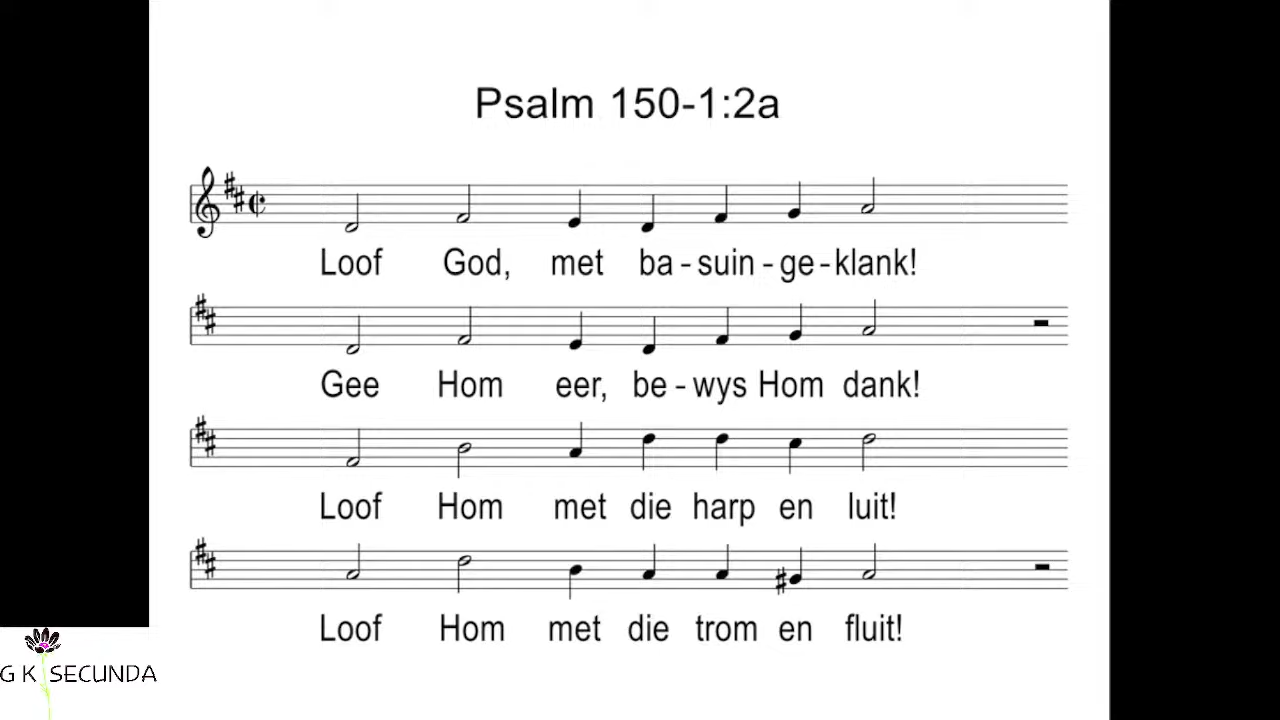 Psalm 150-1:2a
Loof God, met ba-suin-ge-klank!
Gee Hom eer, be-wys Hom dank!
Loof Hom met die harp en luit!
Loof Hom met die trom en fluit!
G K SECUNDA